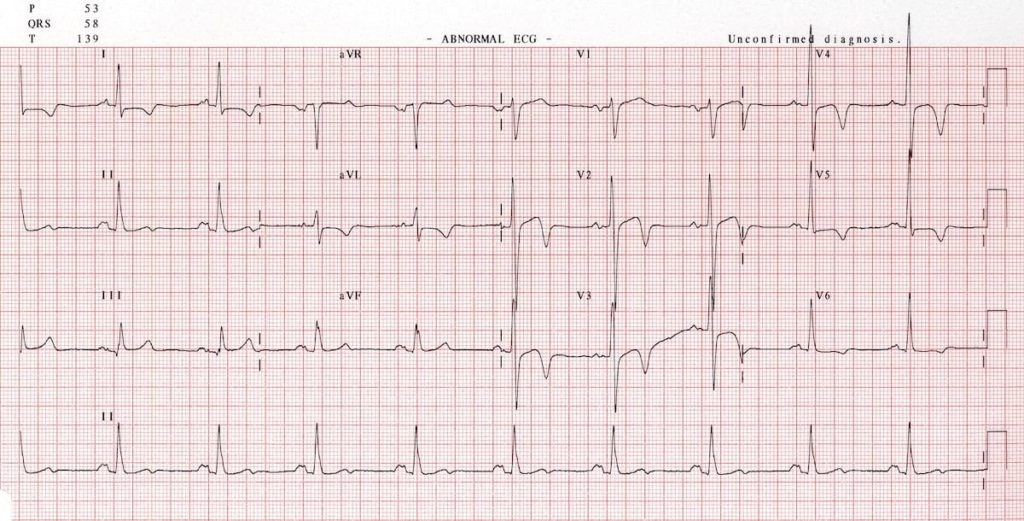 P 53
QRS 58
T 139
- ABNORMAL ECG - Unconfirmed diagnosis.
I aVR V1 V4
II aVL V2 V5
III aVF V3 V6
II